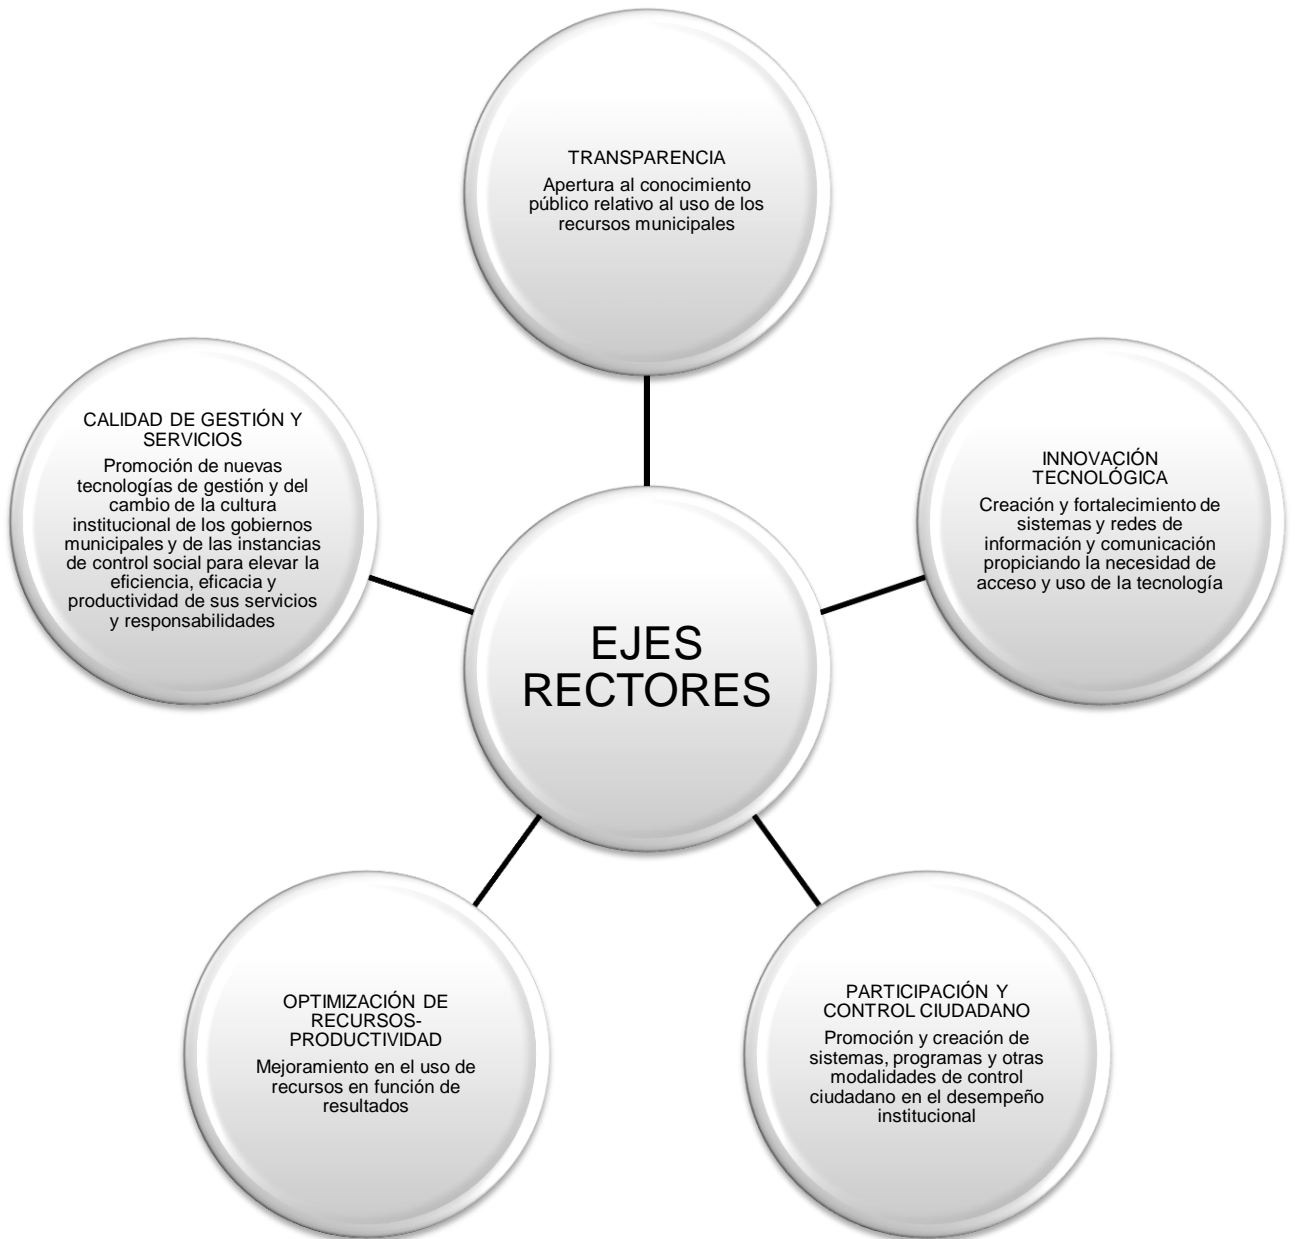 TRANSPARENCIA
Apertura al conocimiento
público relativo al uso de los
recursos municipales
CALIDAD DE GESTIÓN Y
SERVICIOS
Promoción de nuevas
tecnologías de gestión y del
cambio de la cultura
institucional de los gobiernos
municipales y de las instancias
de control social para elevar la
eficiencia, eficacia y
productividad de sus servicios
y responsabilidades
INNOVACIÓN
TECNOLÓGICA
Creación y fortalecimiento de
sistemas y redes de
información y comunicación
propiciando la necesidad de
acceso y uso de la tecnología
EJES
RECTORES
OPTIMIZACIÓN DE
RECURSOS-
PRODUCTIVIDAD
Mejoramiento en el uso de
recursos en función de
resultados
PARTICIPACIÓN Y
CONTROL CIUDADANO
Promoción y creación de
sistemas, programas y otras
modalidades de control
ciudadano en el desempeño
institucional